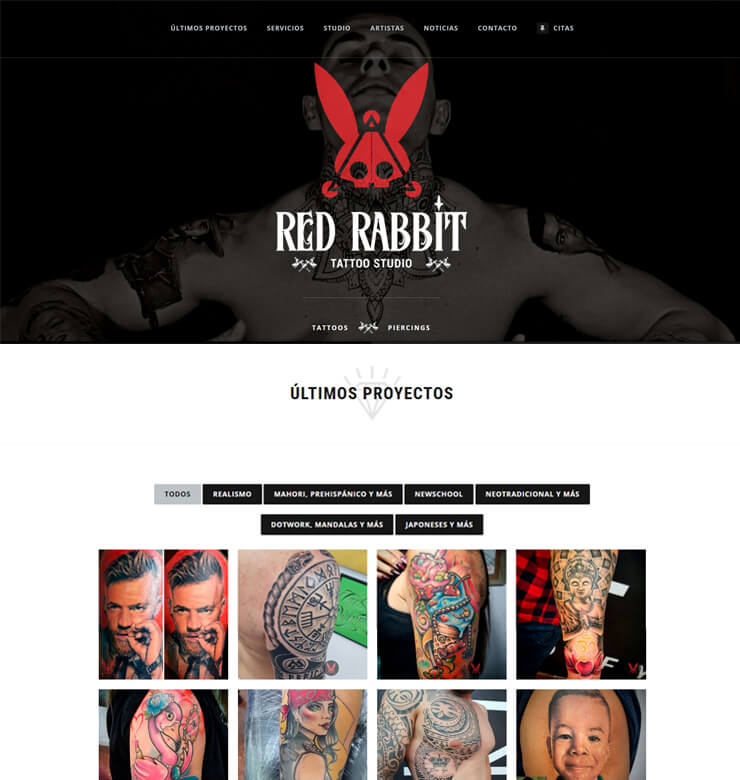 ÚLTIMOS PROYECTOS SERVICIOS STUDIO ARTISTAS NOTICIAS CONTACTO CITAS
RED RABBIT
TATTOO STUDIO
TATTOOS PIERCINGS
ÚLTIMOS PROYECTOS
TODOS REALISMO MAHORI, PREHISPÁNICO Y MÁS NEWSCHOOL NEOTRADICIONAL Y MÁS
DOTWORK, MANDALAS Y MÁS JAPONESES Y MÁS